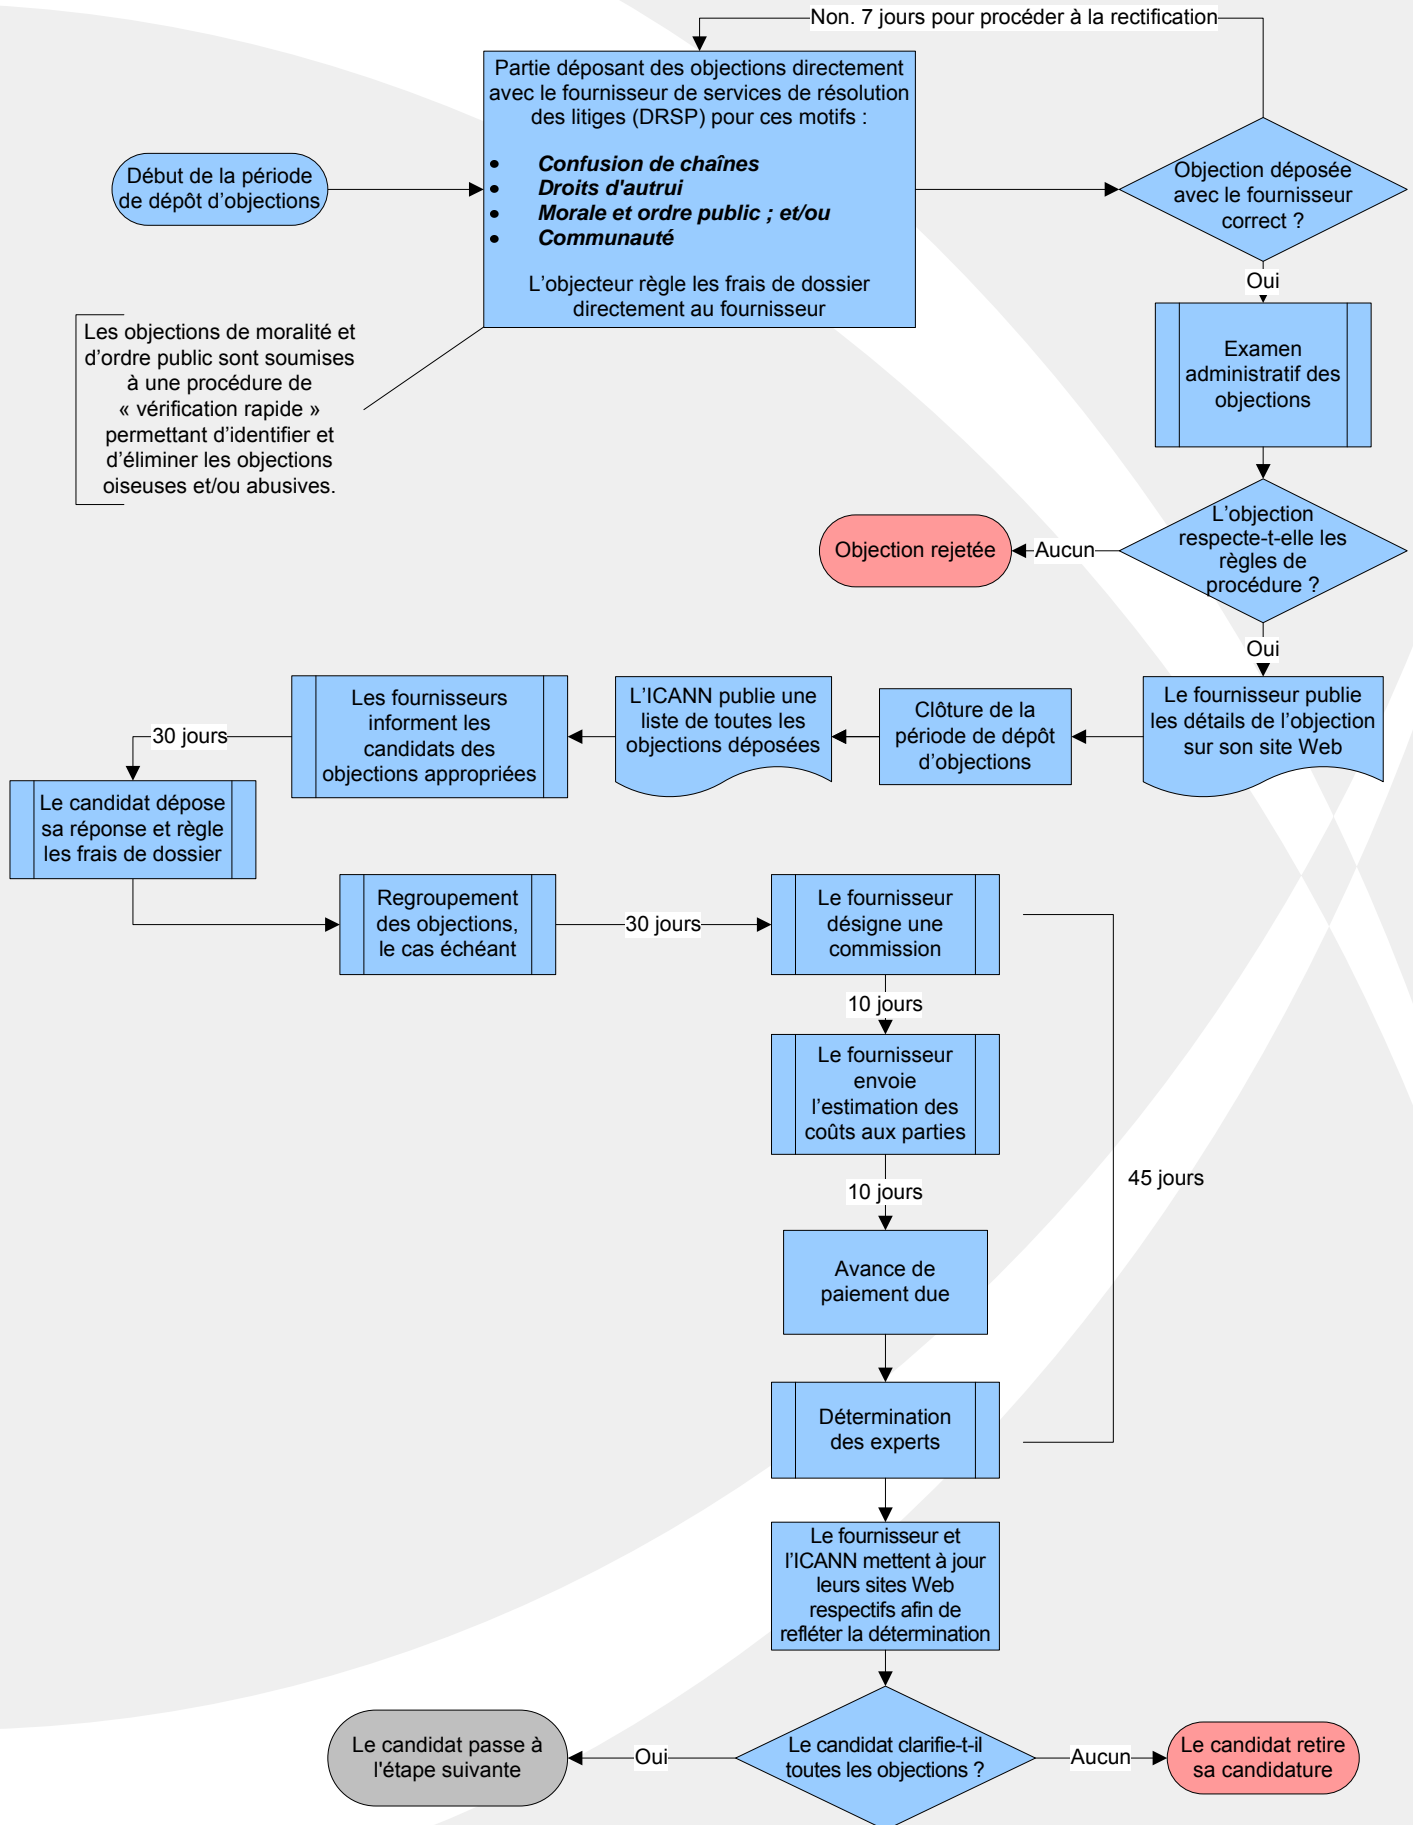 Non. 7 jours pour procéder à la rectification
Partie déposant des objections directement
avec le fournisseur de services de résolution
des litiges (DRSP) pour ces motifs :
• Confusion de chaînes
• Droits d'autrui
• Morale et ordre public ; et/ou
• Communauté
L’objecteur règle les frais de dossier
directement au fournisseur
Début de la période
de dépôt d’objections
Objection déposée
avec le fournisseur
correct ?
Oui
Les objections de moralité et
d’ordre public sont soumises
à une procédure de
« vérification rapide »
permettant d’identifier et
d’éliminer les objections
oiseuses et/ou abusives.
Examen
administratif des
objections
L’objection
respecte-t-elle les
règles de
procédure ?
Aucun
Objection rejetée
Oui
Le fournisseur publie
les détails de l’objection
sur son site Web
Clôture de la
période de dépôt
d’objections
L’ICANN publie une
liste de toutes les
objections déposées
Les fournisseurs
informent les
candidats des
objections appropriées
30 jours
Le candidat dépose
sa réponse et règle
les frais de dossier
Regroupement
des objections,
le cas échéant
30 jours
Le fournisseur
désigne une
commission
10 jours
Le fournisseur
envoie
l’estimation des
coûts aux parties
10 jours
45 jours
Avance de
paiement due
Détermination
des experts
Le fournisseur et
l’ICANN mettent à jour
leurs sites Web
respectifs afin de
refléter la détermination
Le candidat clarifie-t-il
toutes les objections ?
Oui
Le candidat passe à
l'étape suivante
Aucun
Le candidat retire
sa candidature